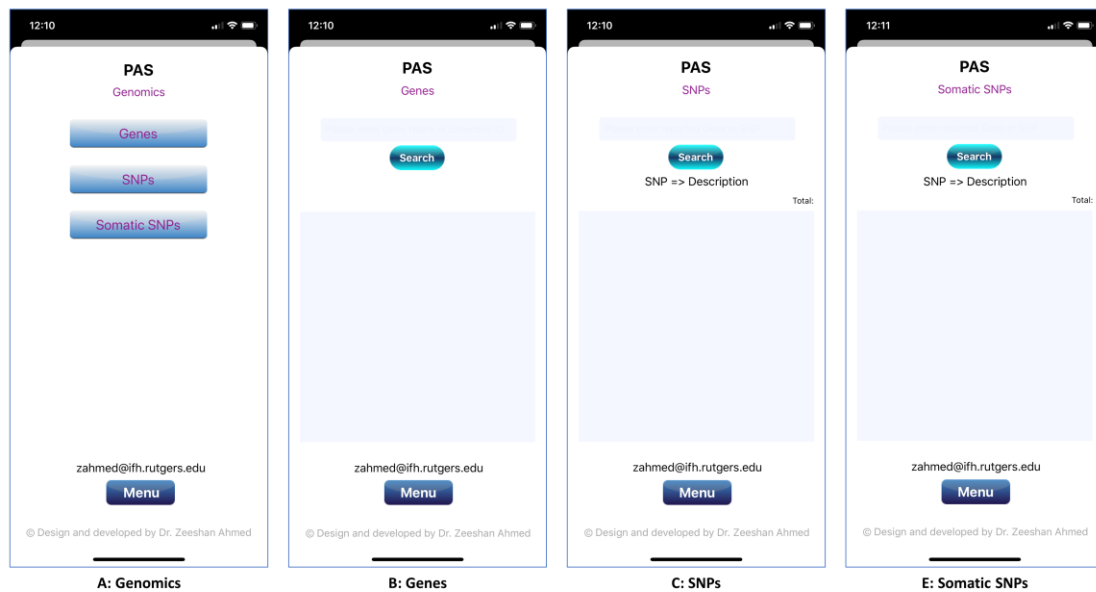 12:10
PAS
Genomics
Genes
SNPs
Somatic SNPs
zahmed@ifh.rutgers.edu
Menu
© Design and developed by Dr. Zeeshan Ahmed
A: Genomics
12:10
PAS
Genes
Search
zahmed@ifh.rutgers.edu
Menu
© Design and developed by Dr. Zeeshan Ahmed
B: Genes
12:10
PAS
SNPs
Search
SNP => Description
Total:
zahmed@ifh.rutgers.edu
Menu
© Design and developed by Dr. Zeeshan Ahmed
C: SNPs
12:11
PAS
Somatic SNPs
Search
SNP => Description
Total:
zahmed@ifh.rutgers.edu
Menu
© Design and developed by Dr. Zeeshan Ahmed
E: Somatic SNPs